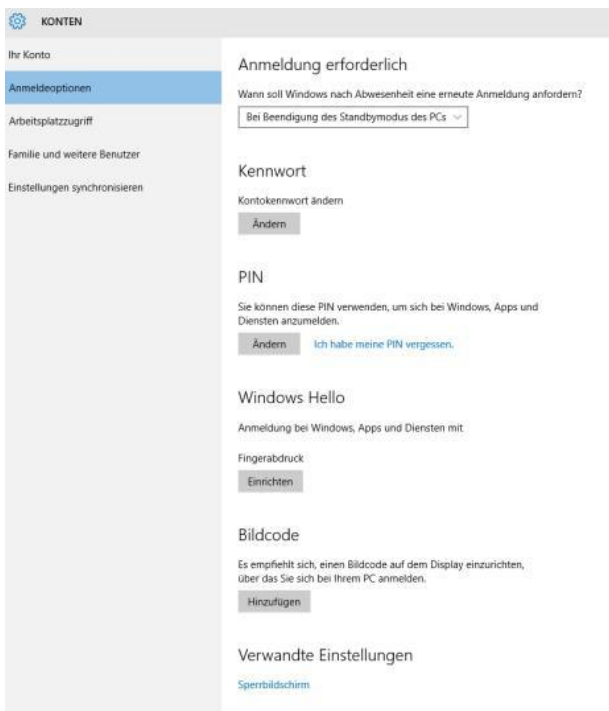 KONTEN
Ihr Konto
Anmeldeoptionen
Arbeitsplatzzugriff
Familie und weitere Benutzer
Einstellungen synchronisieren
Anmeldung erforderlich
Wann soll Windows nach Abwesenheit eine erneute Anmeldung anfordern?
Bei Beendigung des Standbymodus des PCs
Kennwort
Kontokennwort ändern
Ändern
PIN
Sie können diese PIN verwenden, um sich bei Windows, Apps und
Diensten anzumelden.
Ändern Ich habe meine PIN vergessen.
Windows Hello
Anmeldung bei Windows, Apps und Diensten mit
Fingerabdruck
Einrichten
Bildcode
Es empfiehlt sich, einen Bildcode auf dem Display einzurichten,
über das Sie sich bei Ihrem PC anmelden.
Hinzufügen
Verwandte Einstellungen
Sperrbildschirm